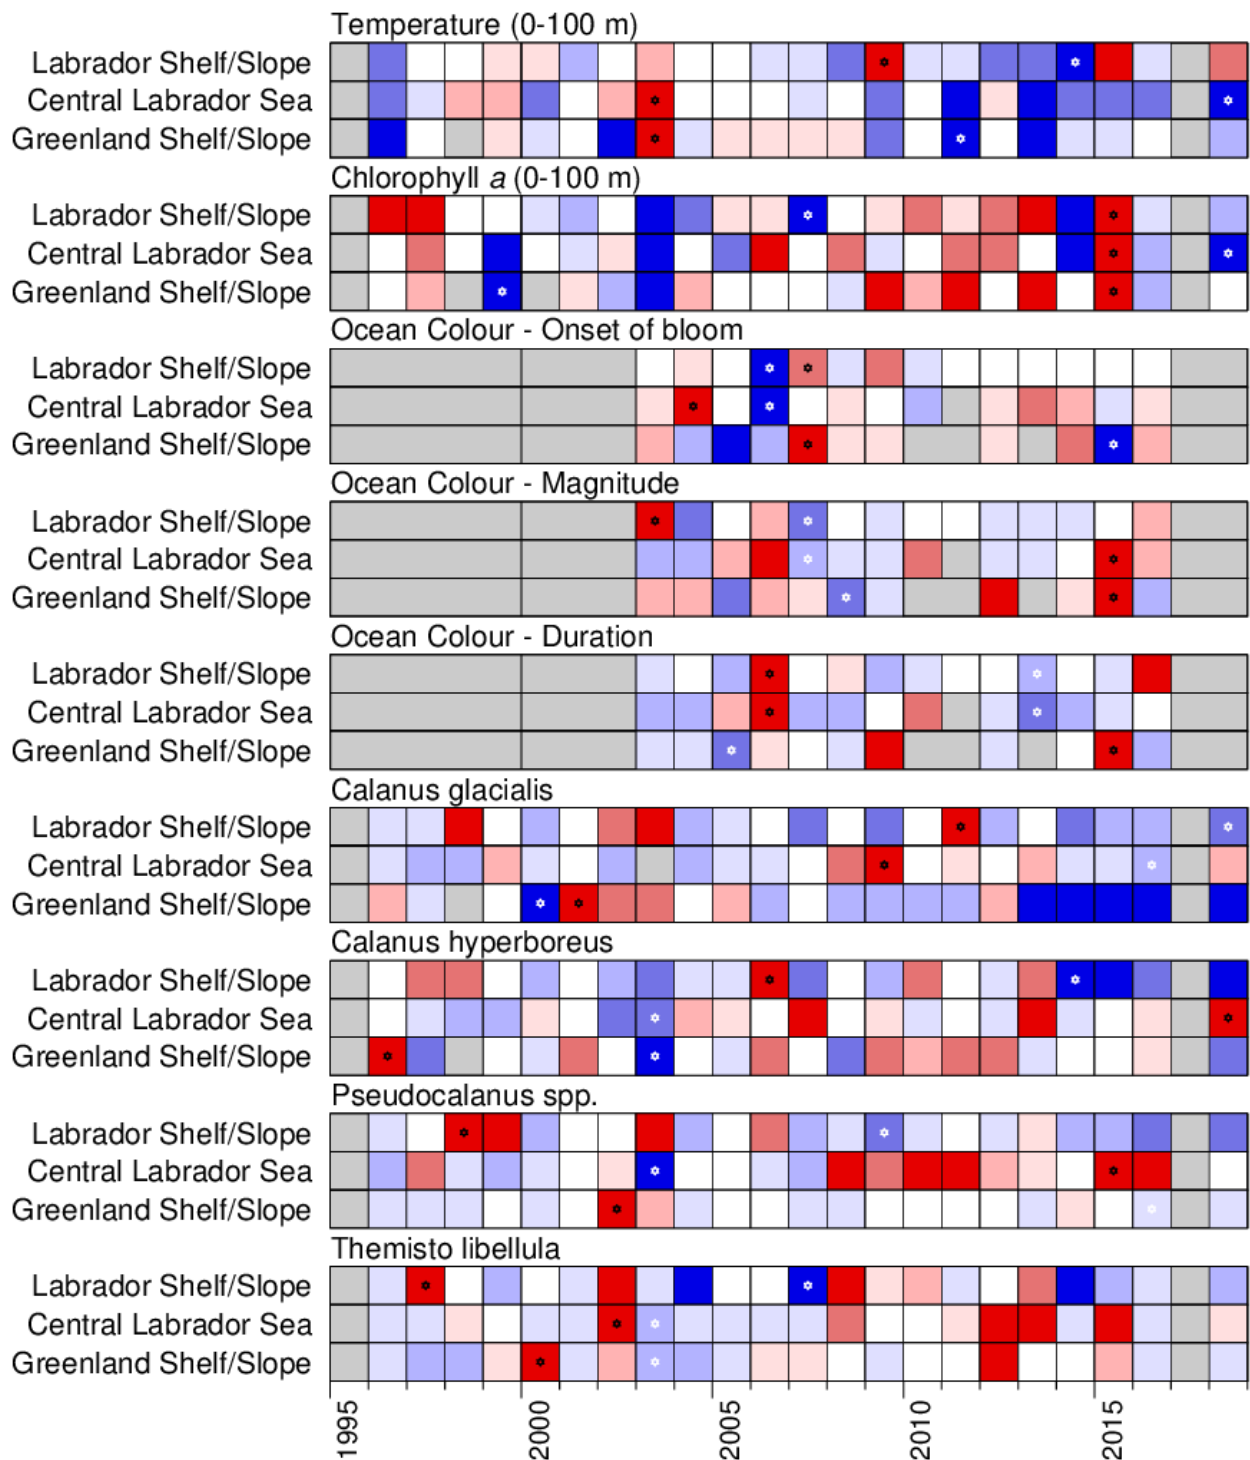 Temperature (0-100 m)
Labrador Shelf/Slope
Central Labrador Sea
Greenland Shelf/Slope
Chlorophyll a (0-100 m)
Labrador Shelf/Slope
Central Labrador Sea
Greenland Shelf/Slope
Ocean Colour - Onset of bloom
Labrador Shelf/Slope
Central Labrador Sea
Greenland Shelf/Slope
Ocean Colour - Magnitude
Labrador Shelf/Slope
Central Labrador Sea
Greenland Shelf/Slope
Ocean Colour - Duration
Labrador Shelf/Slope
Central Labrador Sea
Greenland Shelf/Slope
Calanus glacialis
Labrador Shelf/Slope
Central Labrador Sea
Greenland Shelf/Slope
Calanus hyperboreus
Labrador Shelf/Slope
Central Labrador Sea
Greenland Shelf/Slope
Pseudocalanus spp.
Labrador Shelf/Slope
Central Labrador Sea
Greenland Shelf/Slope
Themisto libellula
Labrador Shelf/Slope
Central Labrador Sea
Greenland Shelf/Slope
1995
2000
2005
2010
2015